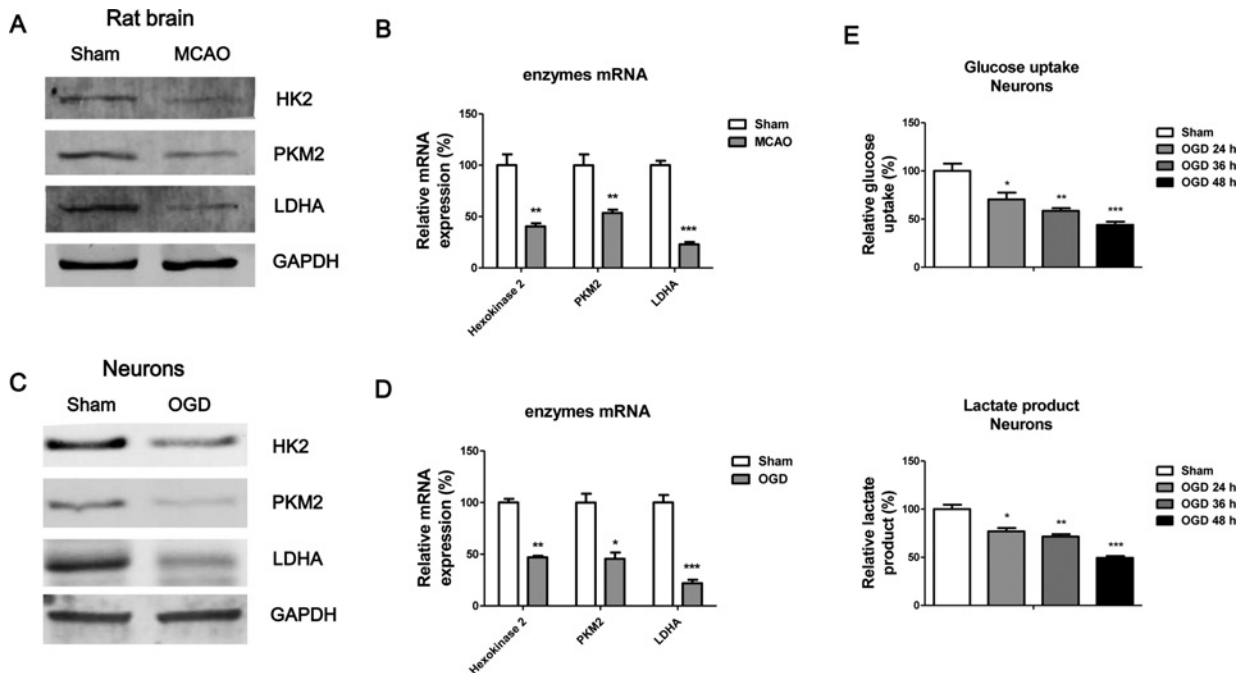 A
Rat brain
Sham MCAO
HK2
PKM2
LDHA
GAPDH
B
enzymes mRNA
Relative mRNA
expression (%)
150
100
50
0
** ** ***
Hexokinase 2
PKM2
LDHA
Sham
MCAO
C
Neurons
Sham OGD
HK2
PKM2
LDHA
GAPDH
D
enzymes mRNA
Relative mRNA
expression (%)
150
100
50
0
** * ***
Hexokinase 2
PKM2
LDHA
Sham
OGD
E
Glucose uptake
Neurons
Relative glucose
uptake (%)
150
100
50
0
* ** ***
Sham
OGD 24 h
OGD 36 h
OGD 48 h
Lactate product
Neurons
Relative lactate
product (%)
150
100
50
0
* ** ***
Sham
OGD 24 h
OGD 36 h
OGD 48 h